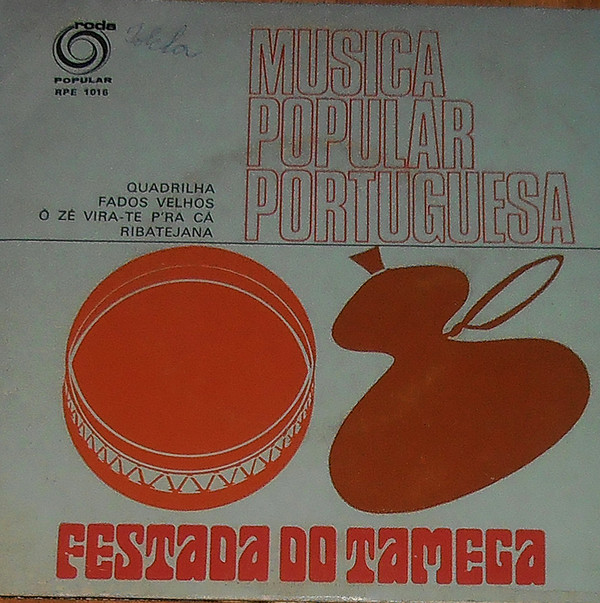 roda
POPULAR
RPE 1016
MUSICA
POPULAR
PORTUGUESA
QUADRILHA
FADOS VELHOS
Ó ZÉ VIRA-TE P'RA CÁ
RIBATEJANA
FESTADA DO TAMEGA